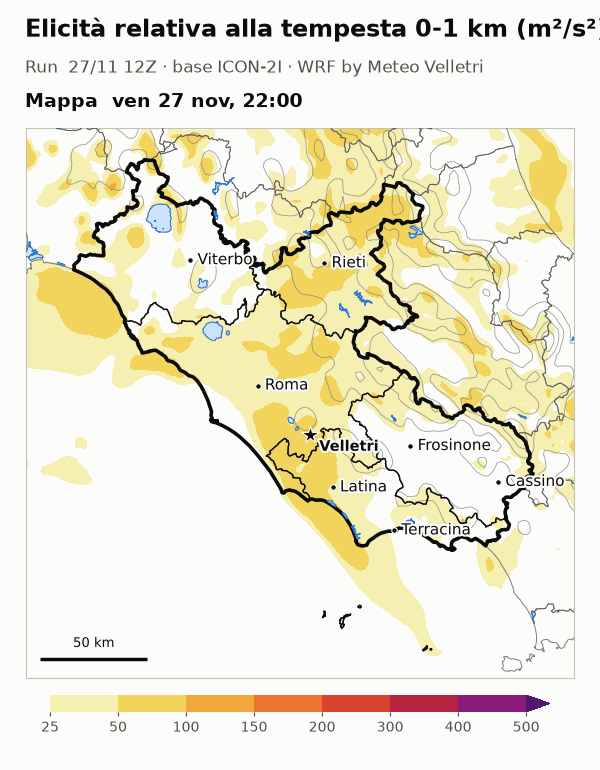 Elicità relativa alla tempesta 0-1 km (m²/s²)
Run 27/11 12Z · base ICON-2I · WRF by Meteo Velletri
Mappa ven 27 nov, 22:00
Viterbo
Rieti
Roma
Velletri
Frosinone
Latina
Cassino
Terracina
50 km
25 50 100 150 200 300 400 500